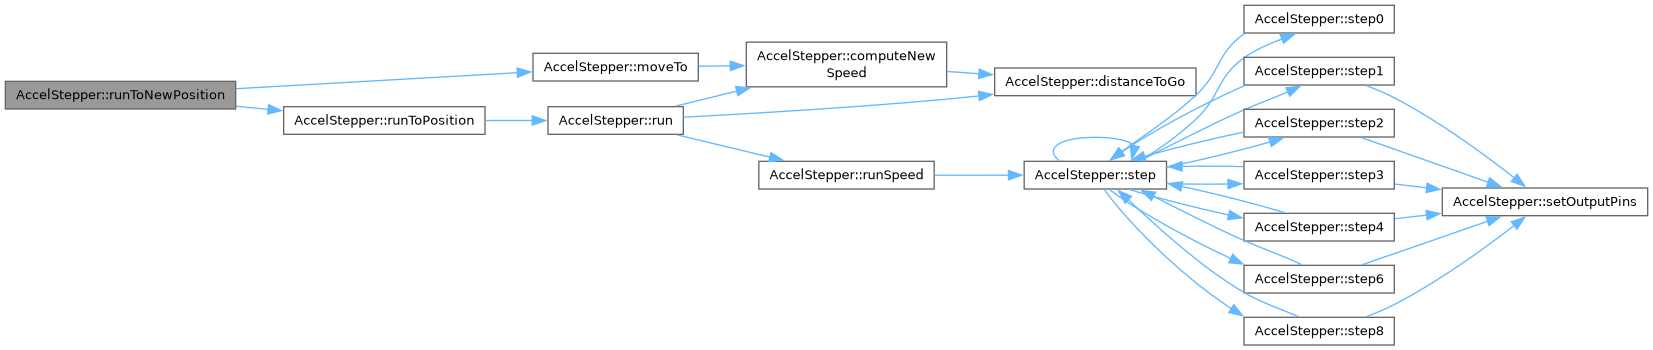 AccelStepper::runToNewPosition
AccelStepper::moveTo
AccelStepper::runToPosition
AccelStepper::computeNew
Speed
AccelStepper::run
AccelStepper::runSpeed
AccelStepper::distanceToGo
AccelStepper::step
AccelStepper::step0
AccelStepper::step1
AccelStepper::step2
AccelStepper::step3
AccelStepper::step4
AccelStepper::step6
AccelStepper::step8
AccelStepper::setOutputPins